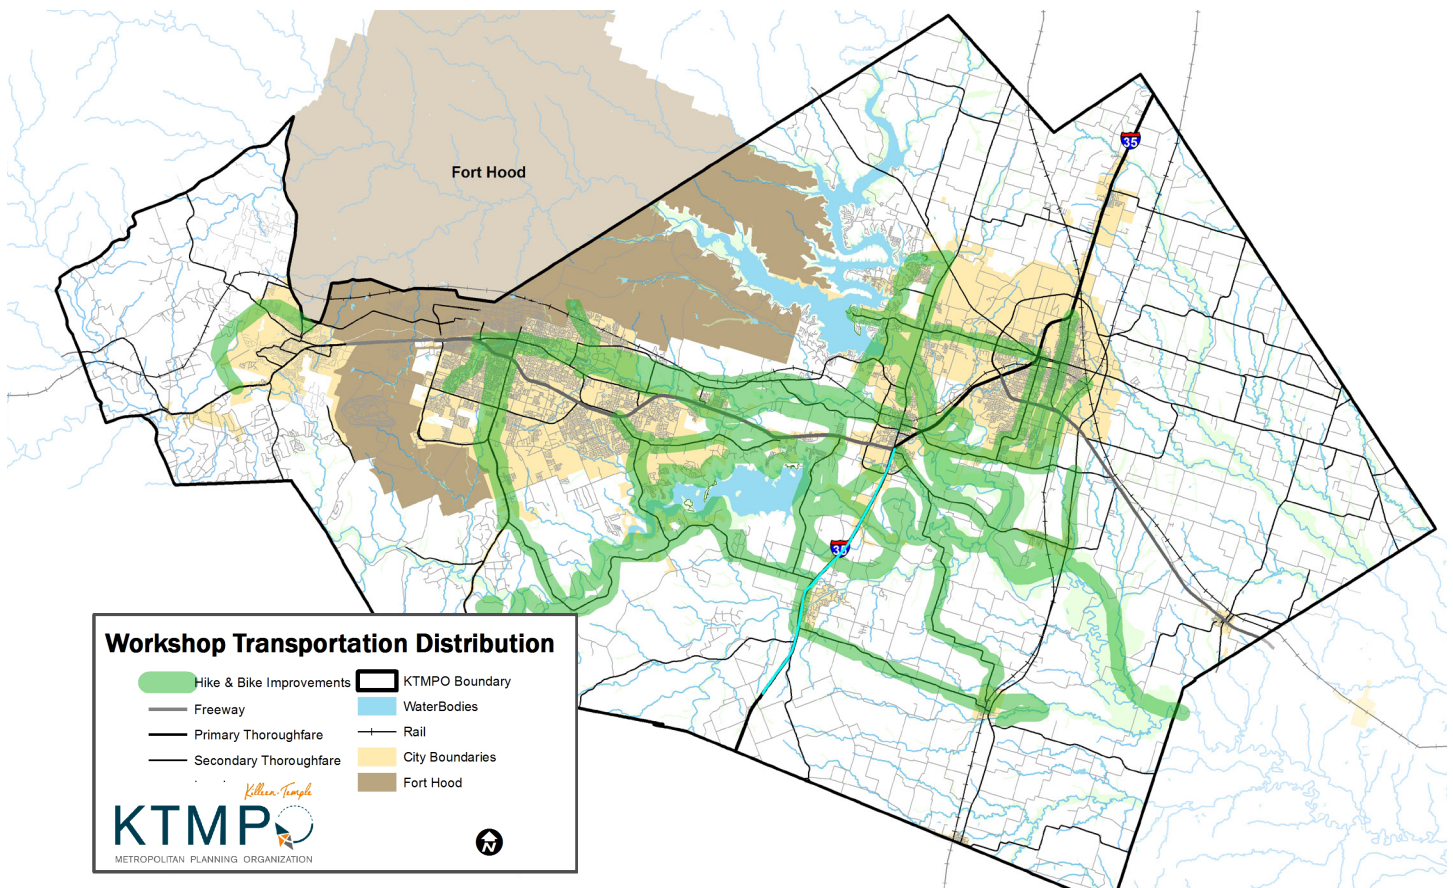 35
Fort Hood
35
Workshop Transportation Distribution
Hike & Bike Improvements
KTMPO Boundary
Freeway
WaterBodies
Primary Thoroughfare
Rail
Secondary Thoroughfare
City Boundaries
Fort Hood
Killeen-Temple
KTMPO
METROPOLITAN PLANNING ORGANIZATION
N